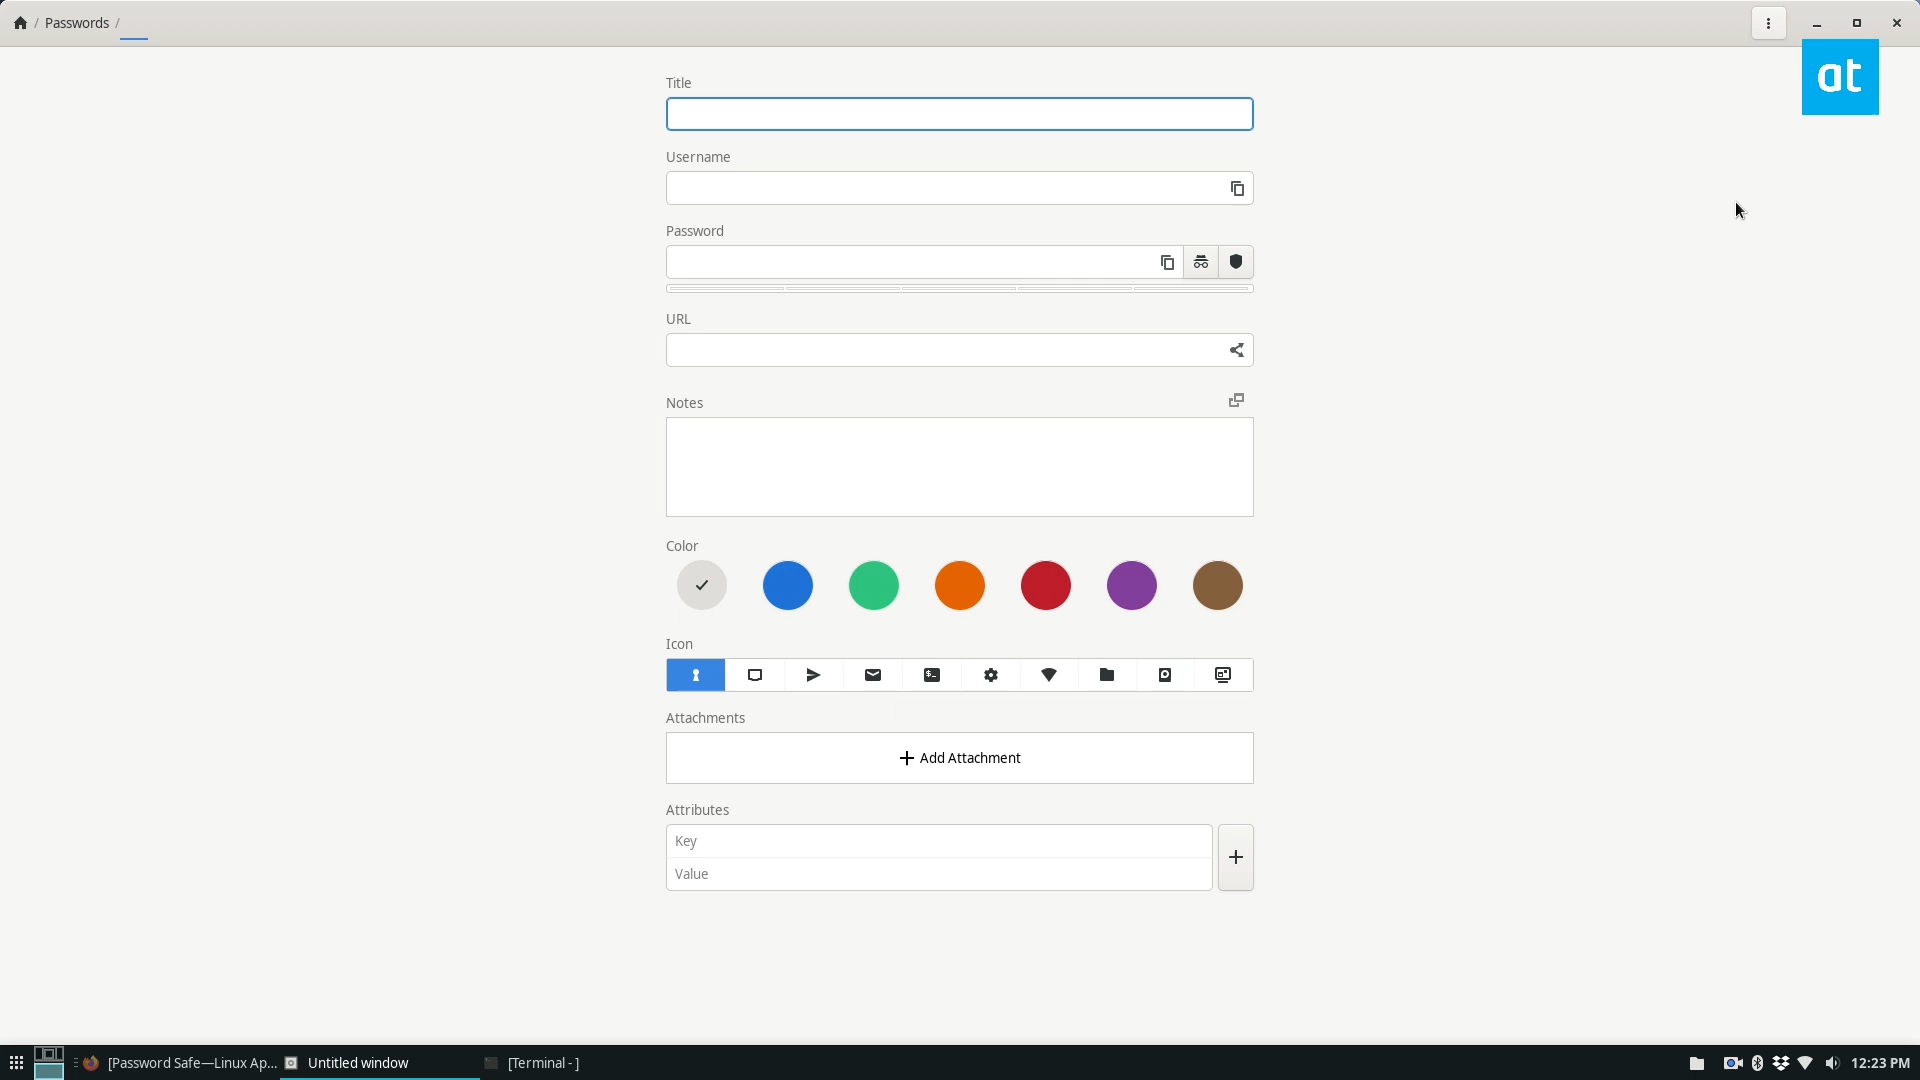 / Passwords /
at
Title
Username
Password
URL
Notes
Color
Icon
$-
Attachments
Add Attachment
Attributes
Key
Value
[Password Safe—Linux Ap...
Untitled window
[Terminal - ]
12:23 PM